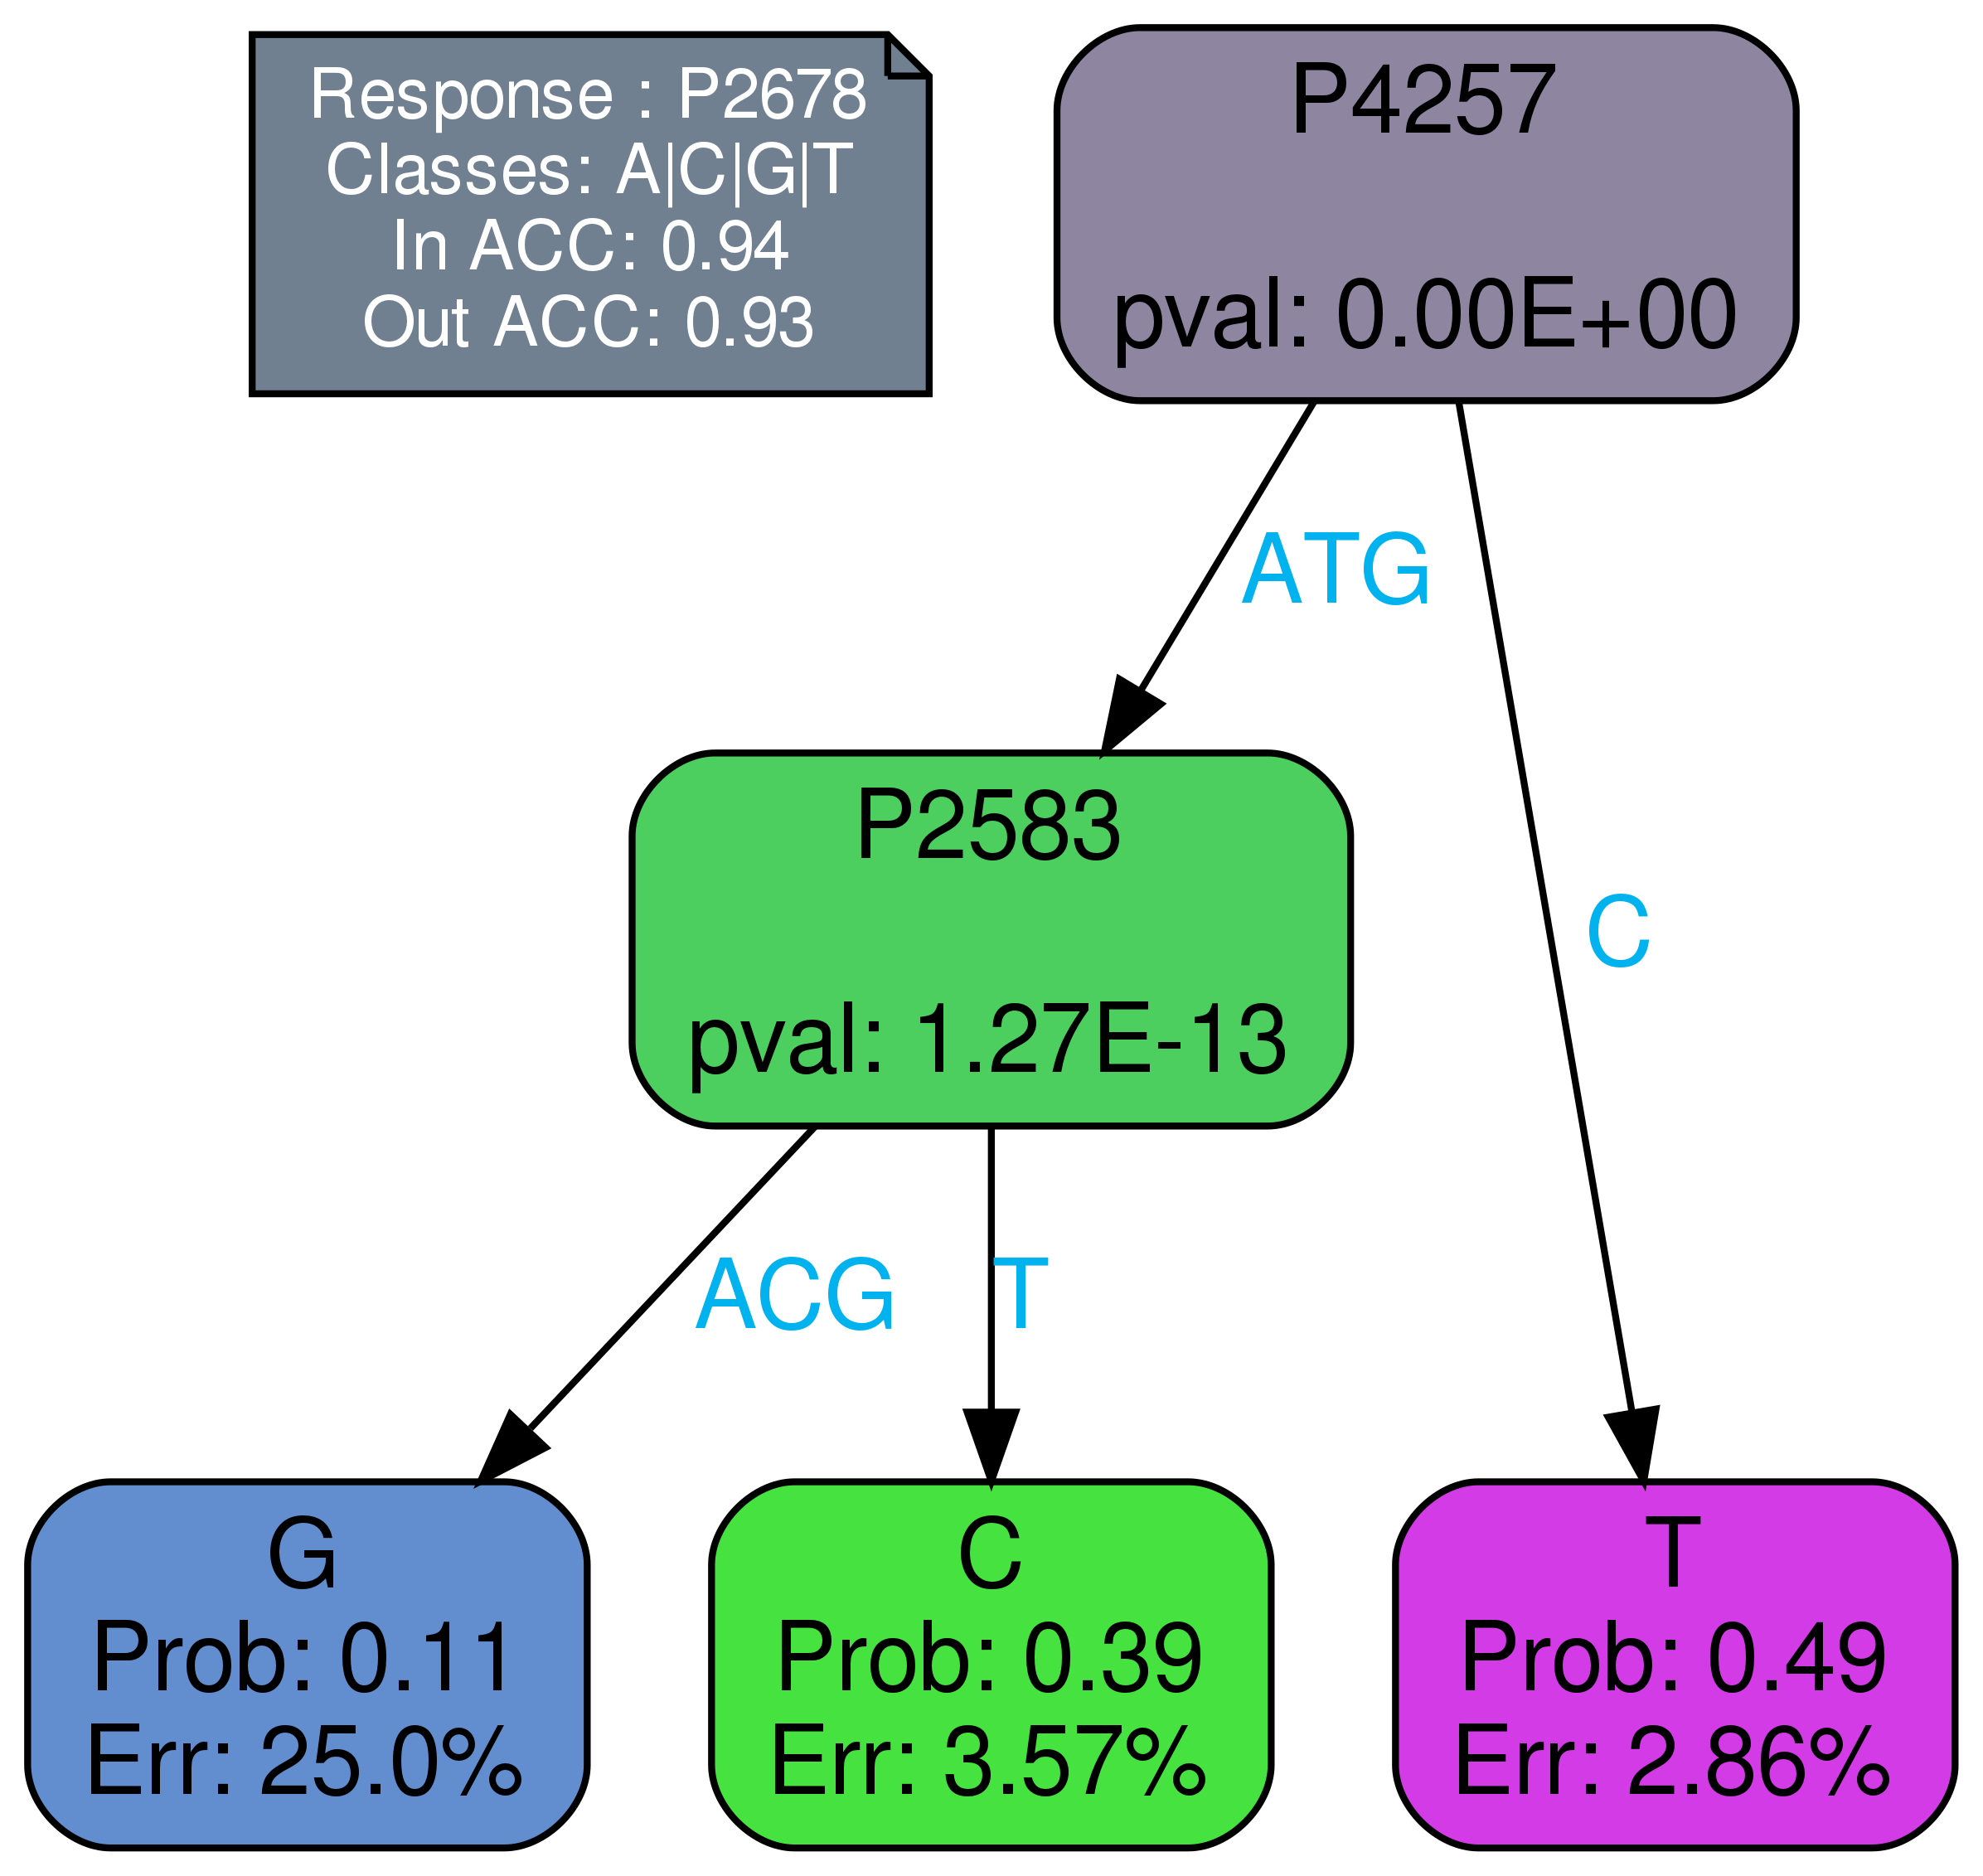 Response : P2678
Classes: A|C|G|T
In ACC: 0.94
Out ACC: 0.93
P4257
pval: 0.00E+00
ATG
C
P2583
pval: 1.27E-13
ACG
T
G
Prob: 0.11
Err: 25.0%
C
Prob: 0.39
Err: 3.57%
T
Prob: 0.49
Err: 2.86%